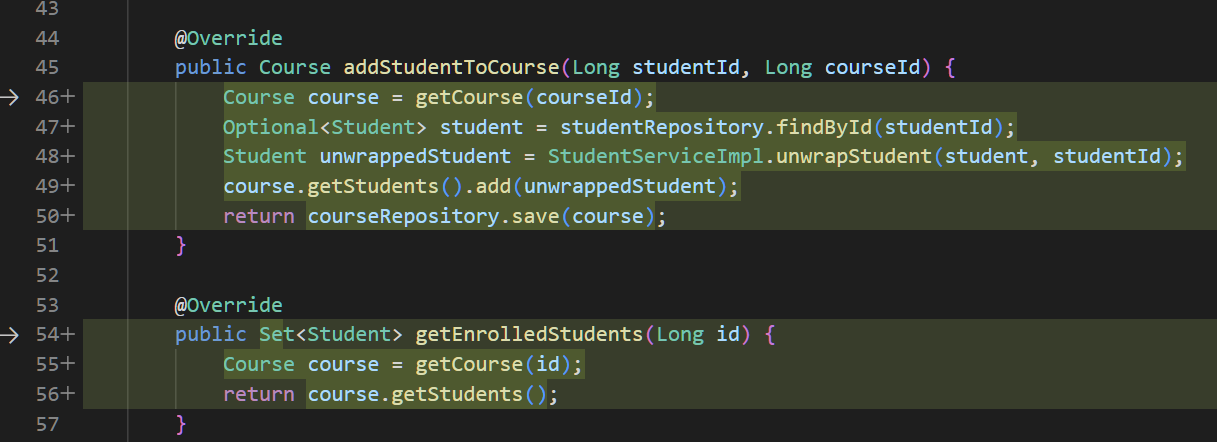 43
44 @Override
45 public Course addStudentToCourse(Long studentId, Long courseId) {
46+ Course course = getCourse(courseId);
47+ Optional<Student> student = studentRepository.findById(studentId);
48+ Student unwrappedStudent = StudentServiceImpl.unwrapStudent(student, studentId);
49+ course.getStudents().add(unwrappedStudent);
50+ return courseRepository.save(course);
51 }
52
53 @Override
54+ public Set<Student> getEnrolledStudents(Long id) {
55+ Course course = getCourse(id);
56+ return course.getStudents();
57 }